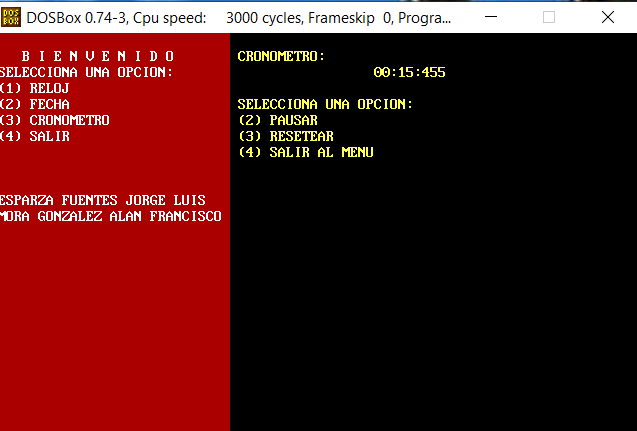 DOSBox 0.74-3, Cpu speed: 3000 cycles, Frameskip 0, Progra...
B I E N V E N I D O
SELECCIONA UNA OPCION:
(1) RELOJ
(2) FECHA
(3) CRONOMETRO
(4) SALIR
ESPARZA FUENTES JORGE LUIS
MORA GONZALEZ ALAN FRANCISCO
CRONOMETRO:
00:15:455
SELECCIONA UNA OPCION:
(2) PAUSAR
(3) RESETEAR
(4) SALIR AL MENU